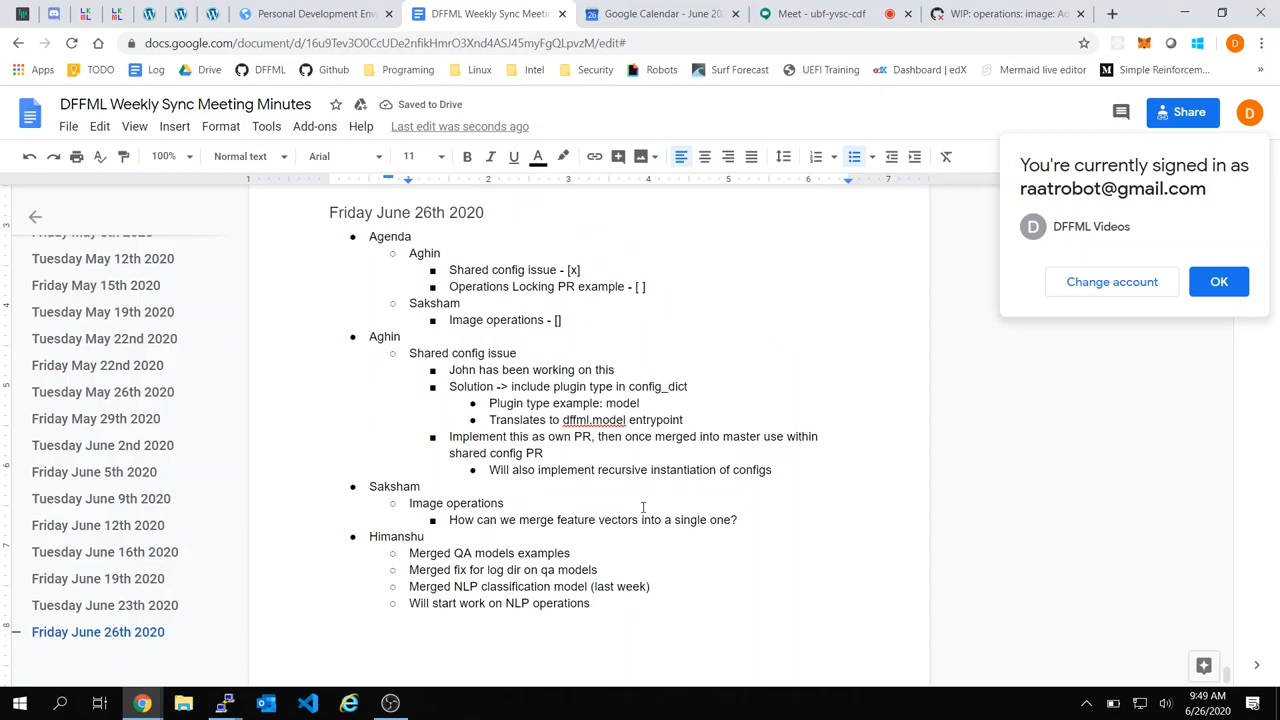 Personal Development Env
DFFML Weekly Sync Meetin
Google Calendar - June 2
Meet - ubf-yvsc-cdf
WIP: operations: image: Ad
docs.google.com/document/d/16u9Tev3O0CcUDe2nfikHmrO3Xnd4ASJ45myFgQLpvzM/edit#
Apps TODO Log Drive DFFML Github Programing Linux Intel Security Robots Surf Forecast UEFI Training Dashboard | edX Mermaid live editor Simple Reinforcem...
DFFML Weekly Sync Meeting Minutes
Saved to Drive
File Edit View Insert Format Tools Add-ons Help Last edit was seconds ago
Share
100% Normal text Arial 11
You're currently signed in as
raatrobot@gmail.com
D DFFML Videos
Change account OK
1 1 2 3 4 5 6 7
Tuesday May 12th 2020
Friday May 15th 2020
Tuesday May 19th 2020
Friday May 22nd 2020
Friday May 22nd 2020
Tuesday May 26th 2020
Friday May 29th 2020
Tuesday June 2nd 2020
Friday June 5th 2020
Tuesday June 9th 2020
Friday June 12th 2020
Tuesday June 16th 2020
Friday June 19th 2020
Tuesday June 23rd 2020
Friday June 26th 2020
Friday June 26th 2020
● Agenda
○ Aghin
■ Shared config issue - [x]
■ Operations Locking PR example - [ ]
○ Saksham
■ Image operations - []
● Aghin
○ Shared config issue
■ John has been working on this
■ Solution -> include plugin type in config_dict
● Plugin type example: model
● Translates to dffml.model entrypoint
■ Implement this as own PR, then once merged into master use within
shared config PR
● Will also implement recursive instantiation of configs
● Saksham
○ Image operations
■ How can we merge feature vectors into a single one?
● Himanshu
○ Merged QA models examples
○ Merged fix for log dir on qa models
○ Merged NLP classification model (last week)
○ Will start work on NLP operations
9:49 AM
6/26/2020